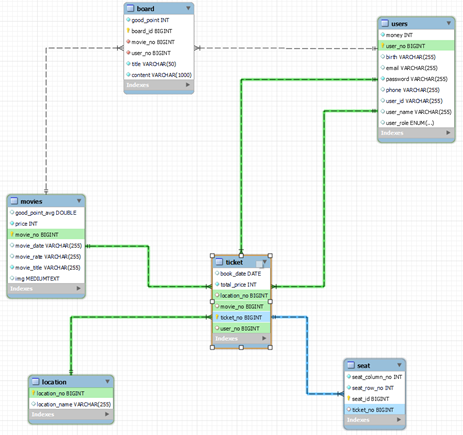 board
good_point INT
board_id BIGINT
movie_no BIGINT
user_no BIGINT
title VARCHAR(50)
content VARCHAR(1000)
Indexes
users
money INT
user_no BIGINT
birth VARCHAR(255)
email VARCHAR(255)
password VARCHAR(255)
phone VARCHAR(255)
user_id VARCHAR(255)
user_name VARCHAR(255)
user_role ENUM(...)
Indexes
movies
good_point_avg DOUBLE
price INT
movie_no BIGINT
movie_date VARCHAR(255)
movie_rate VARCHAR(255)
movie_title VARCHAR(255)
img MEDIUMTEXT
Indexes
ticket
book_date DATE
total_price INT
location_no BIGINT
movie_no BIGINT
ticket_no BIGINT
user_no BIGINT
Indexes
location
location_no BIGINT
location_name VARCHAR(255)
Indexes
seat
seat_column_no INT
seat_row_no INT
seat_id BIGINT
ticket_no BIGINT
Indexes